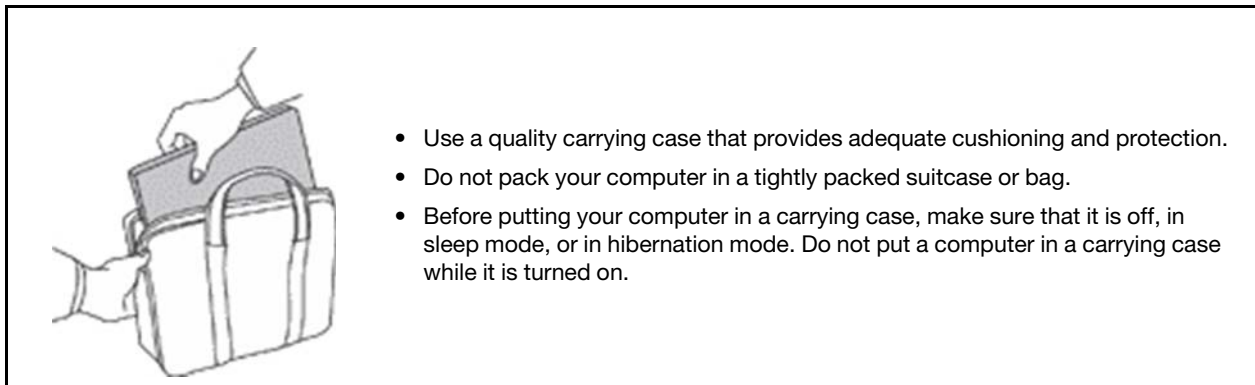 • Use a quality carrying case that provides adequate cushioning and protection.
• Do not pack your computer in a tightly packed suitcase or bag.
• Before putting your computer in a carrying case, make sure that it is off, in
sleep mode, or in hibernation mode. Do not put a computer in a carrying case
while it is turned on.